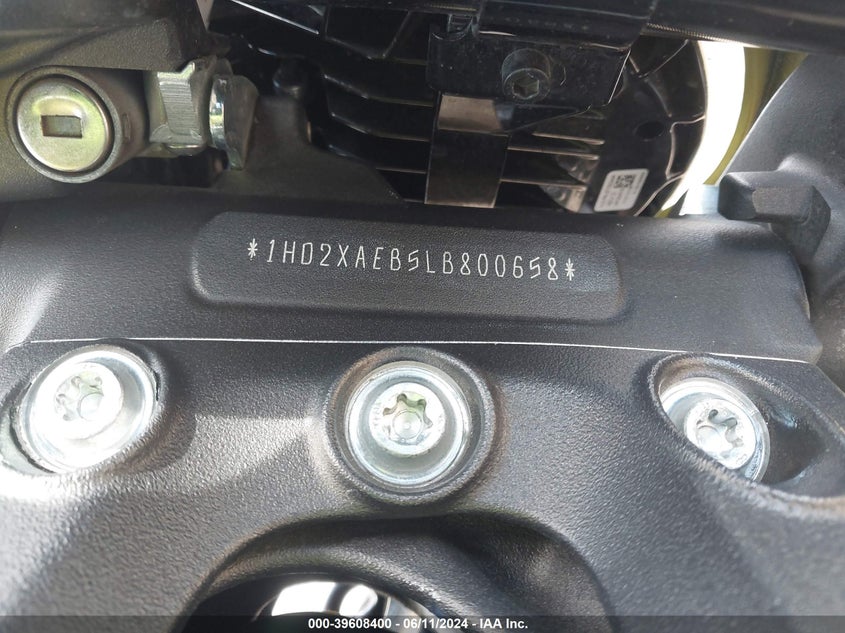 *1HD2XAEB5LB800658*
000-39608400 - 06/11/2024 - IAA Inc.